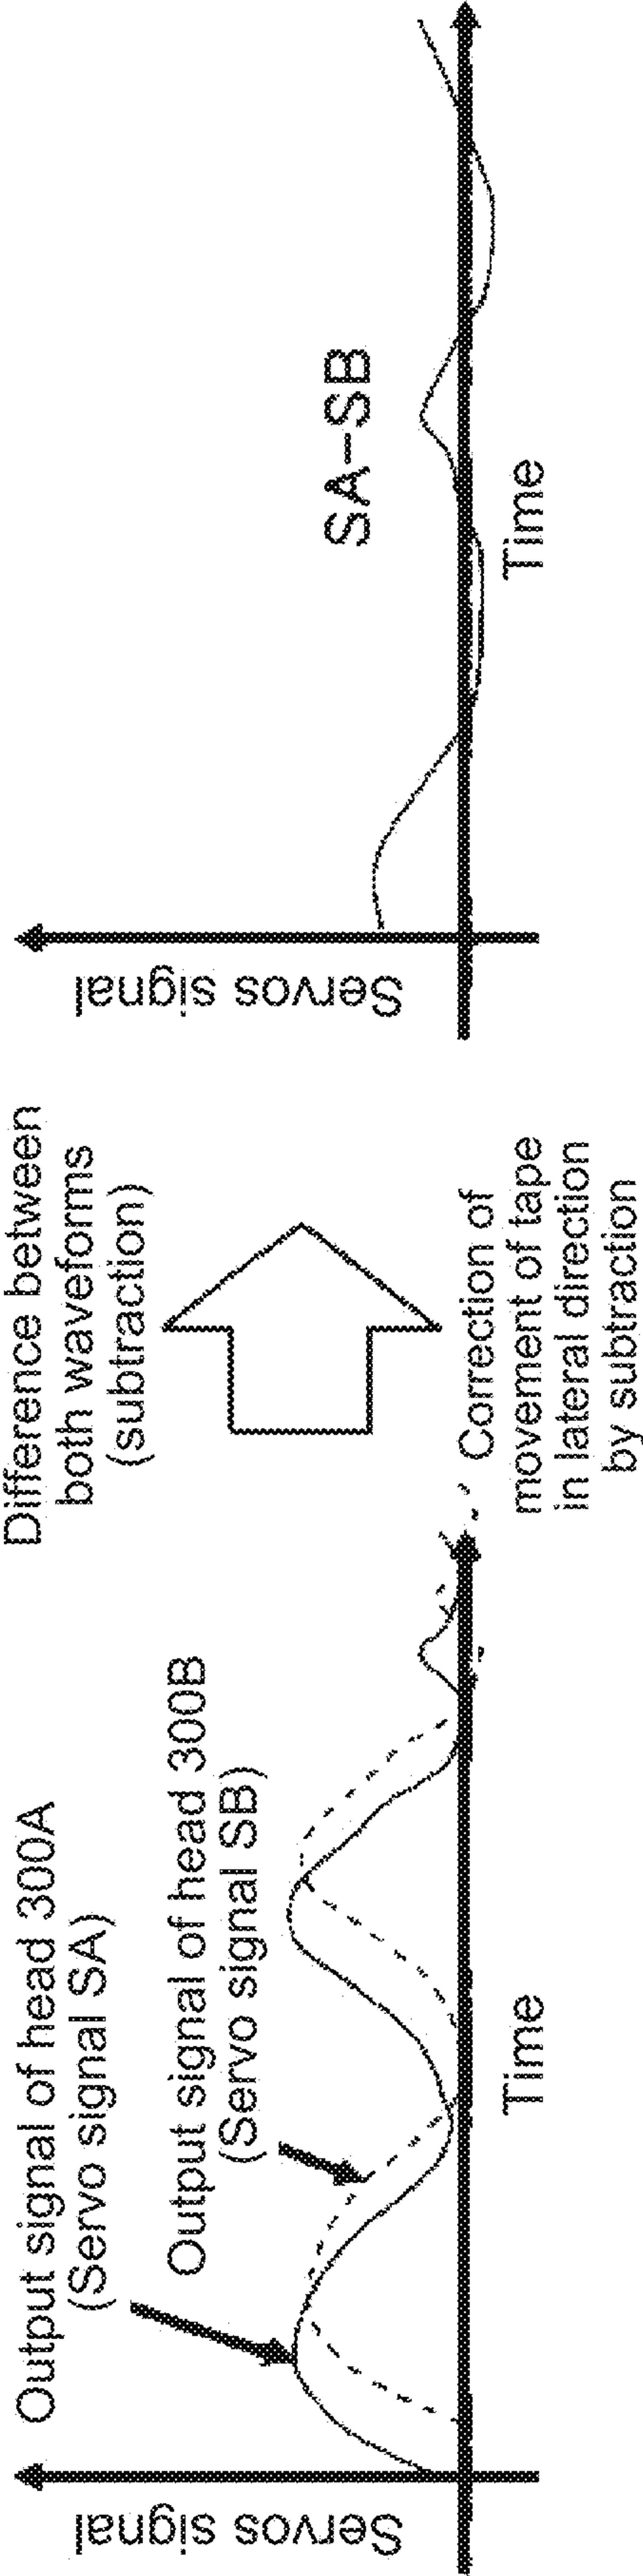 Output signal of head 300A
(Servo signal SA)
Output signal of head 300B
(Servo signal SB)
Servos signal
Time
Difference between
both waveforms
(subtraction)
Correction of
movement of tape
in lateral direction
by subtraction
Servos signal
SA-SB
Time